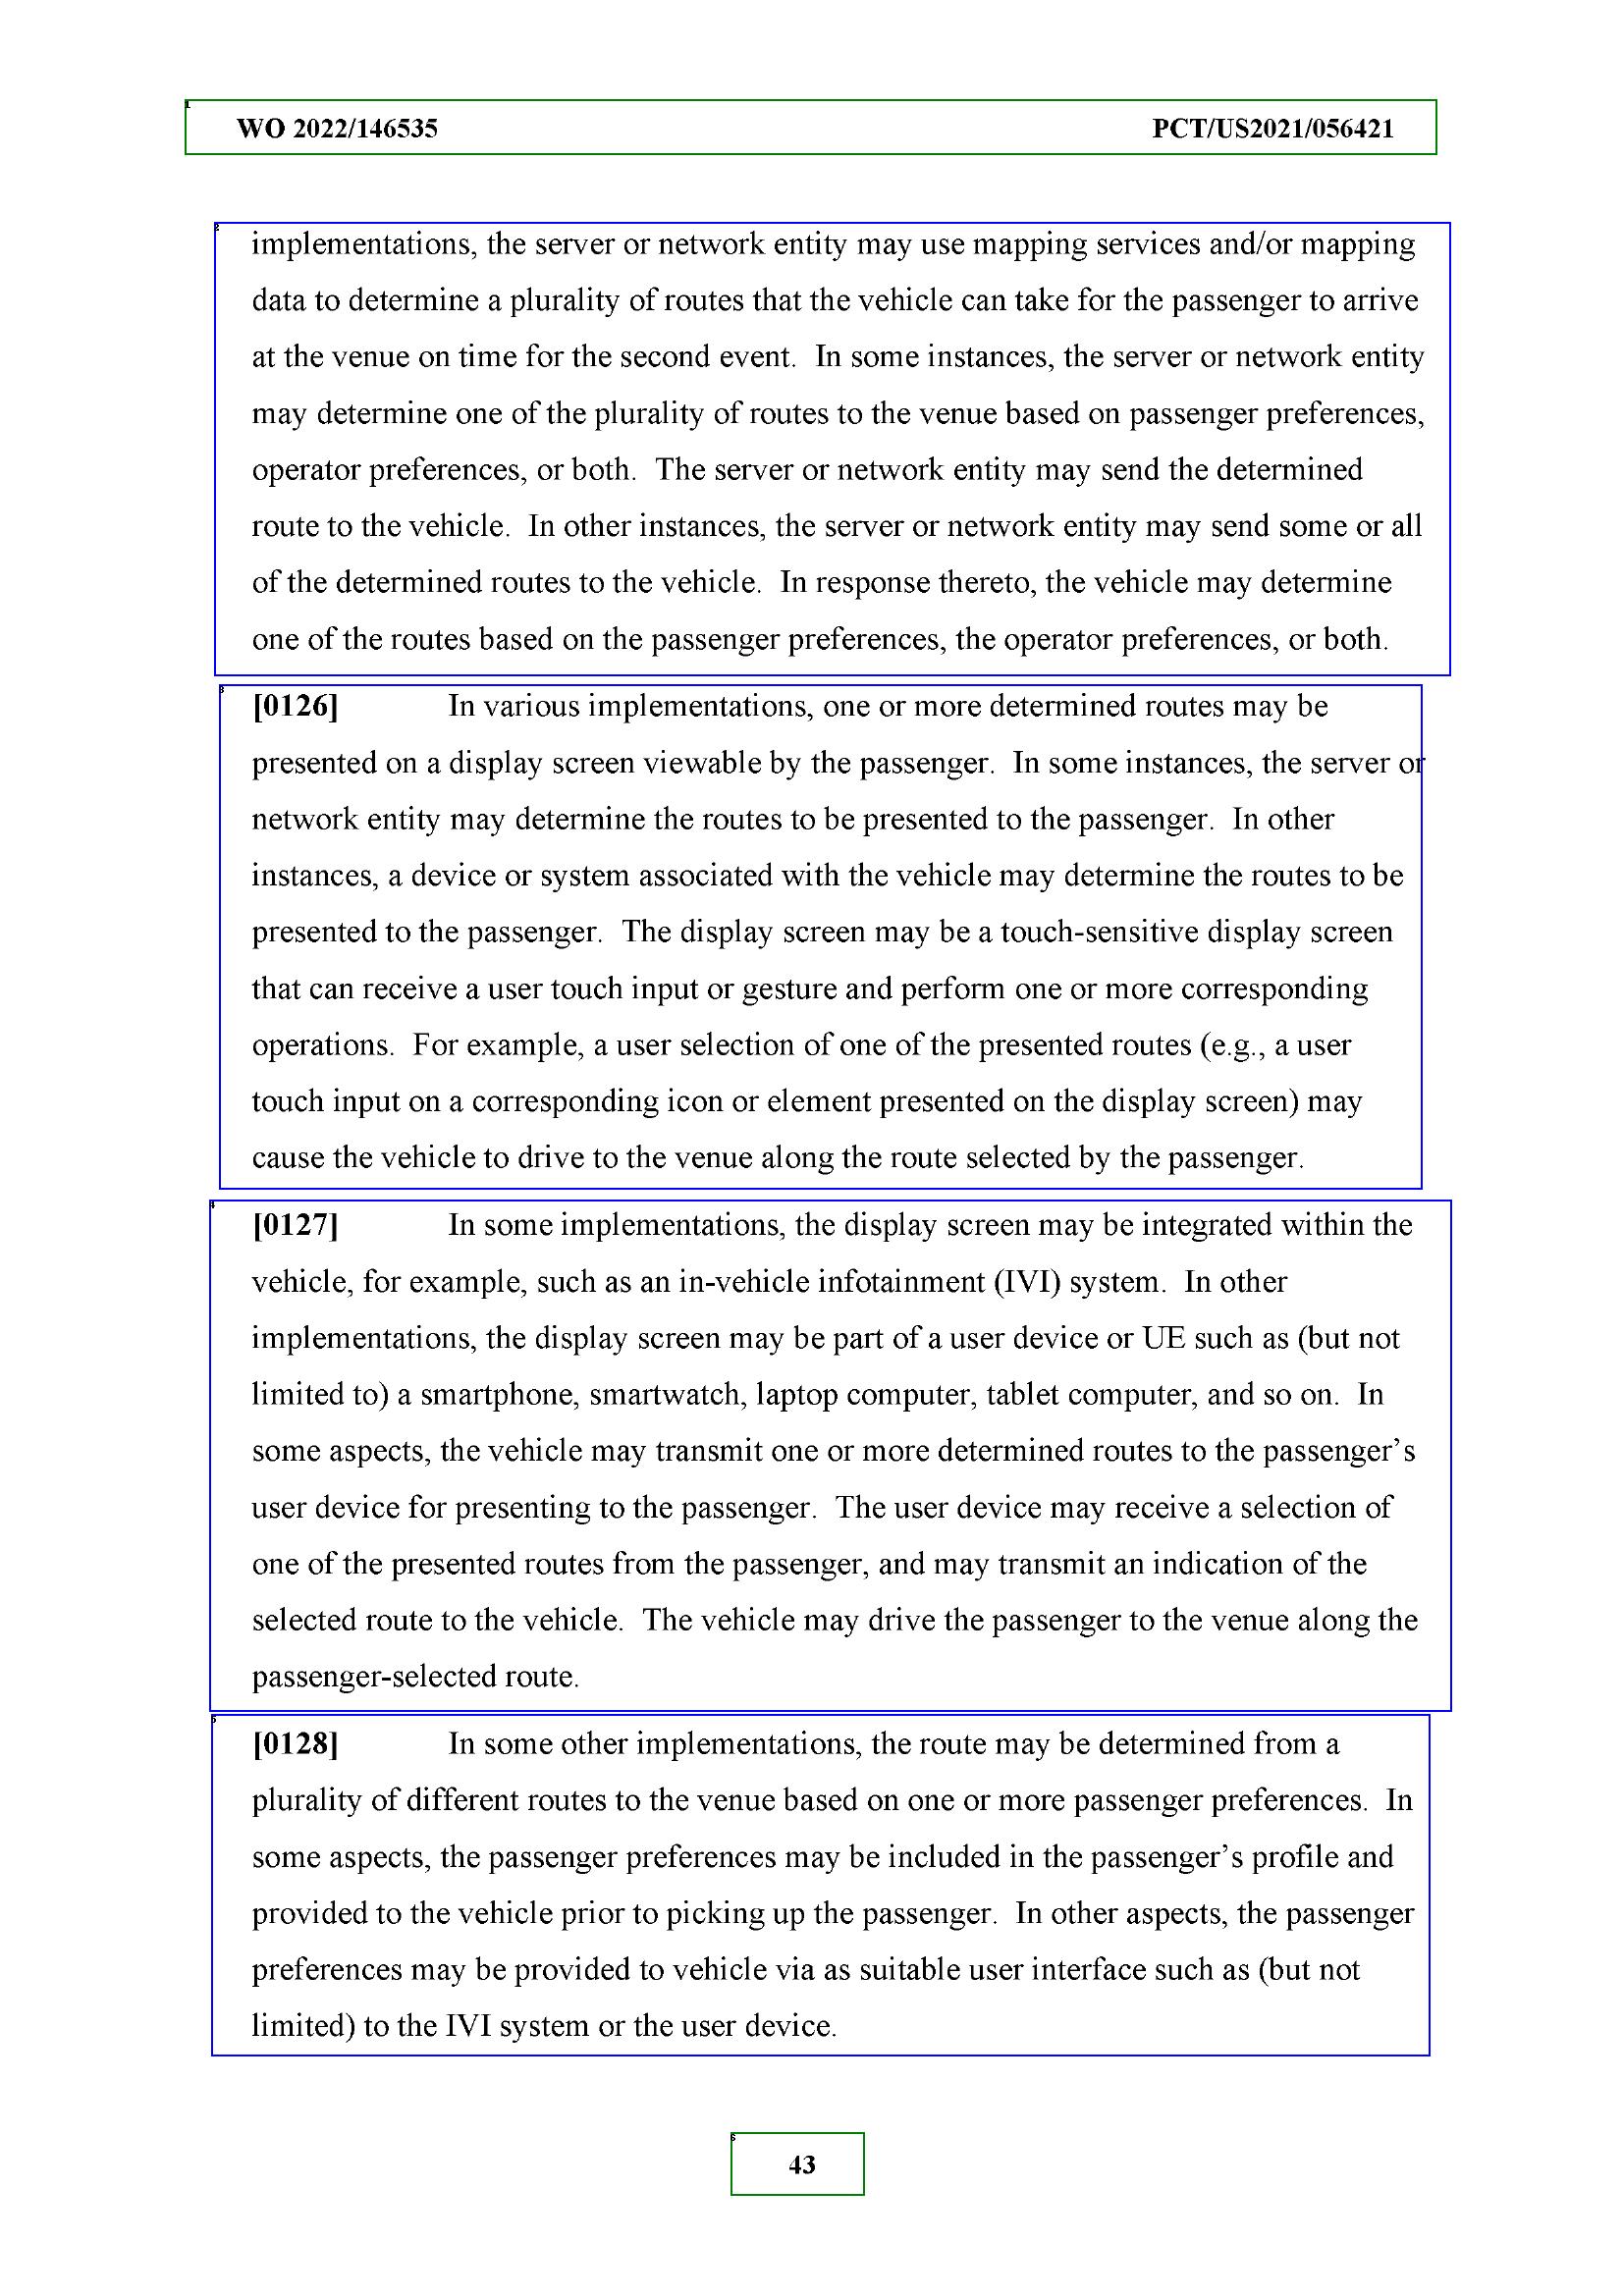 WO 2022/146535 PCT/US2021/056421
implementations, the server or network entity may use mapping services and/or mapping
data to determine a plurality of routes that the vehicle can take for the passenger to arrive
at the venue on time for the second event.  In some instances, the server or network entity
may determine one of the plurality of routes to the venue based on passenger preferences,
operator preferences, or both.  The server or network entity may send the determined
route to the vehicle.  In other instances, the server or network entity may send some or all
of the determined routes to the vehicle.  In response thereto, the vehicle may determine
one of the routes based on the passenger preferences, the operator preferences, or both.
[0126] In various implementations, one or more determined routes may be
presented on a display screen viewable by the passenger.  In some instances, the server or
network entity may determine the routes to be presented to the passenger.  In other
instances, a device or system associated with the vehicle may determine the routes to be
presented to the passenger.  The display screen may be a touch-sensitive display screen
that can receive a user touch input or gesture and perform one or more corresponding
operations.  For example, a user selection of one of the presented routes (e.g., a user
touch input on a corresponding icon or element presented on the display screen) may
cause the vehicle to drive to the venue along the route selected by the passenger.
[0127] In some implementations, the display screen may be integrated within the
vehicle, for example, such as an in-vehicle infotainment (IVI) system.  In other
implementations, the display screen may be part of a user device or UE such as (but not
limited to) a smartphone, smartwatch, laptop computer, tablet computer, and so on.  In
some aspects, the vehicle may transmit one or more determined routes to the passenger’s
user device for presenting to the passenger.  The user device may receive a selection of
one of the presented routes from the passenger, and may transmit an indication of the
selected route to the vehicle.  The vehicle may drive the passenger to the venue along the
passenger-selected route.
[0128] In some other implementations, the route may be determined from a
plurality of different routes to the venue based on one or more passenger preferences.  In
some aspects, the passenger preferences may be included in the passenger’s profile and
provided to the vehicle prior to picking up the passenger.  In other aspects, the passenger
preferences may be provided to vehicle via as suitable user interface such as (but not
limited) to the IVI system or the user device.
43